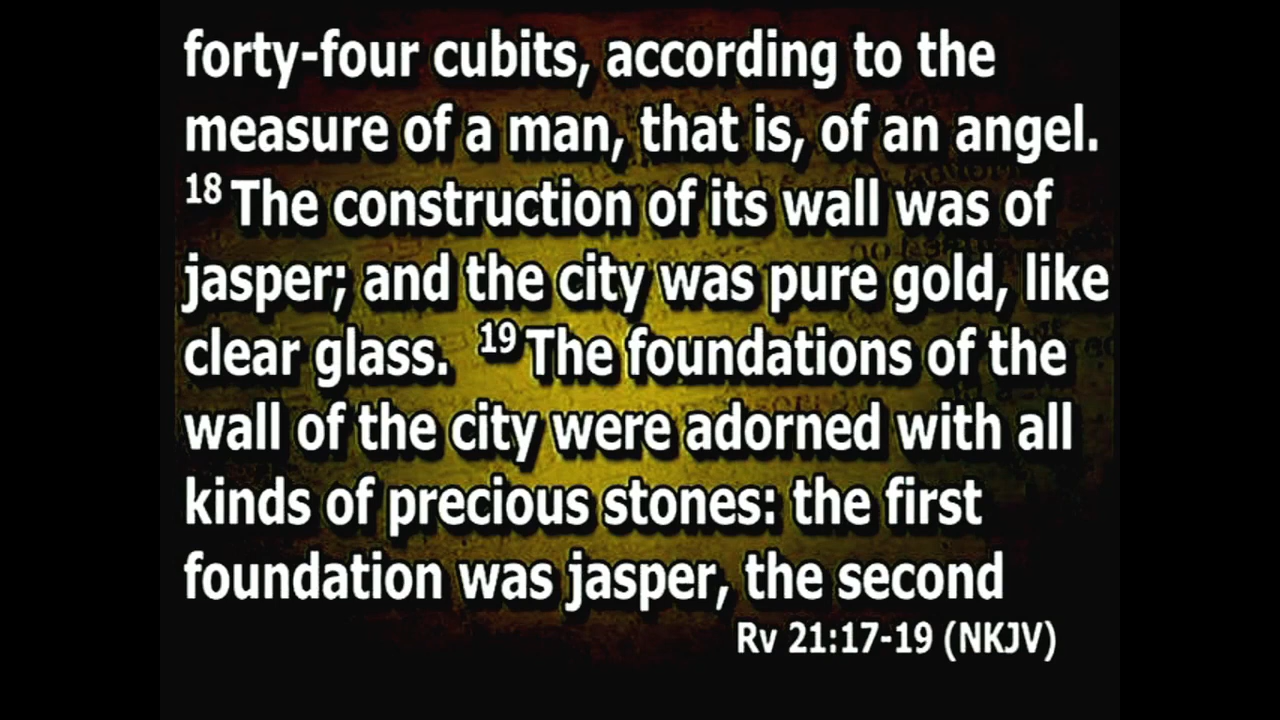 forty-four cubits, according to the
measure of a man, that is, of an angel.
18 The construction of its wall was of
jasper; and the city was pure gold, like
clear glass. 19 The foundations of the
wall of the city were adorned with all
kinds of precious stones: the first
foundation was jasper, the second
Rv 21:17-19 (NKJV)